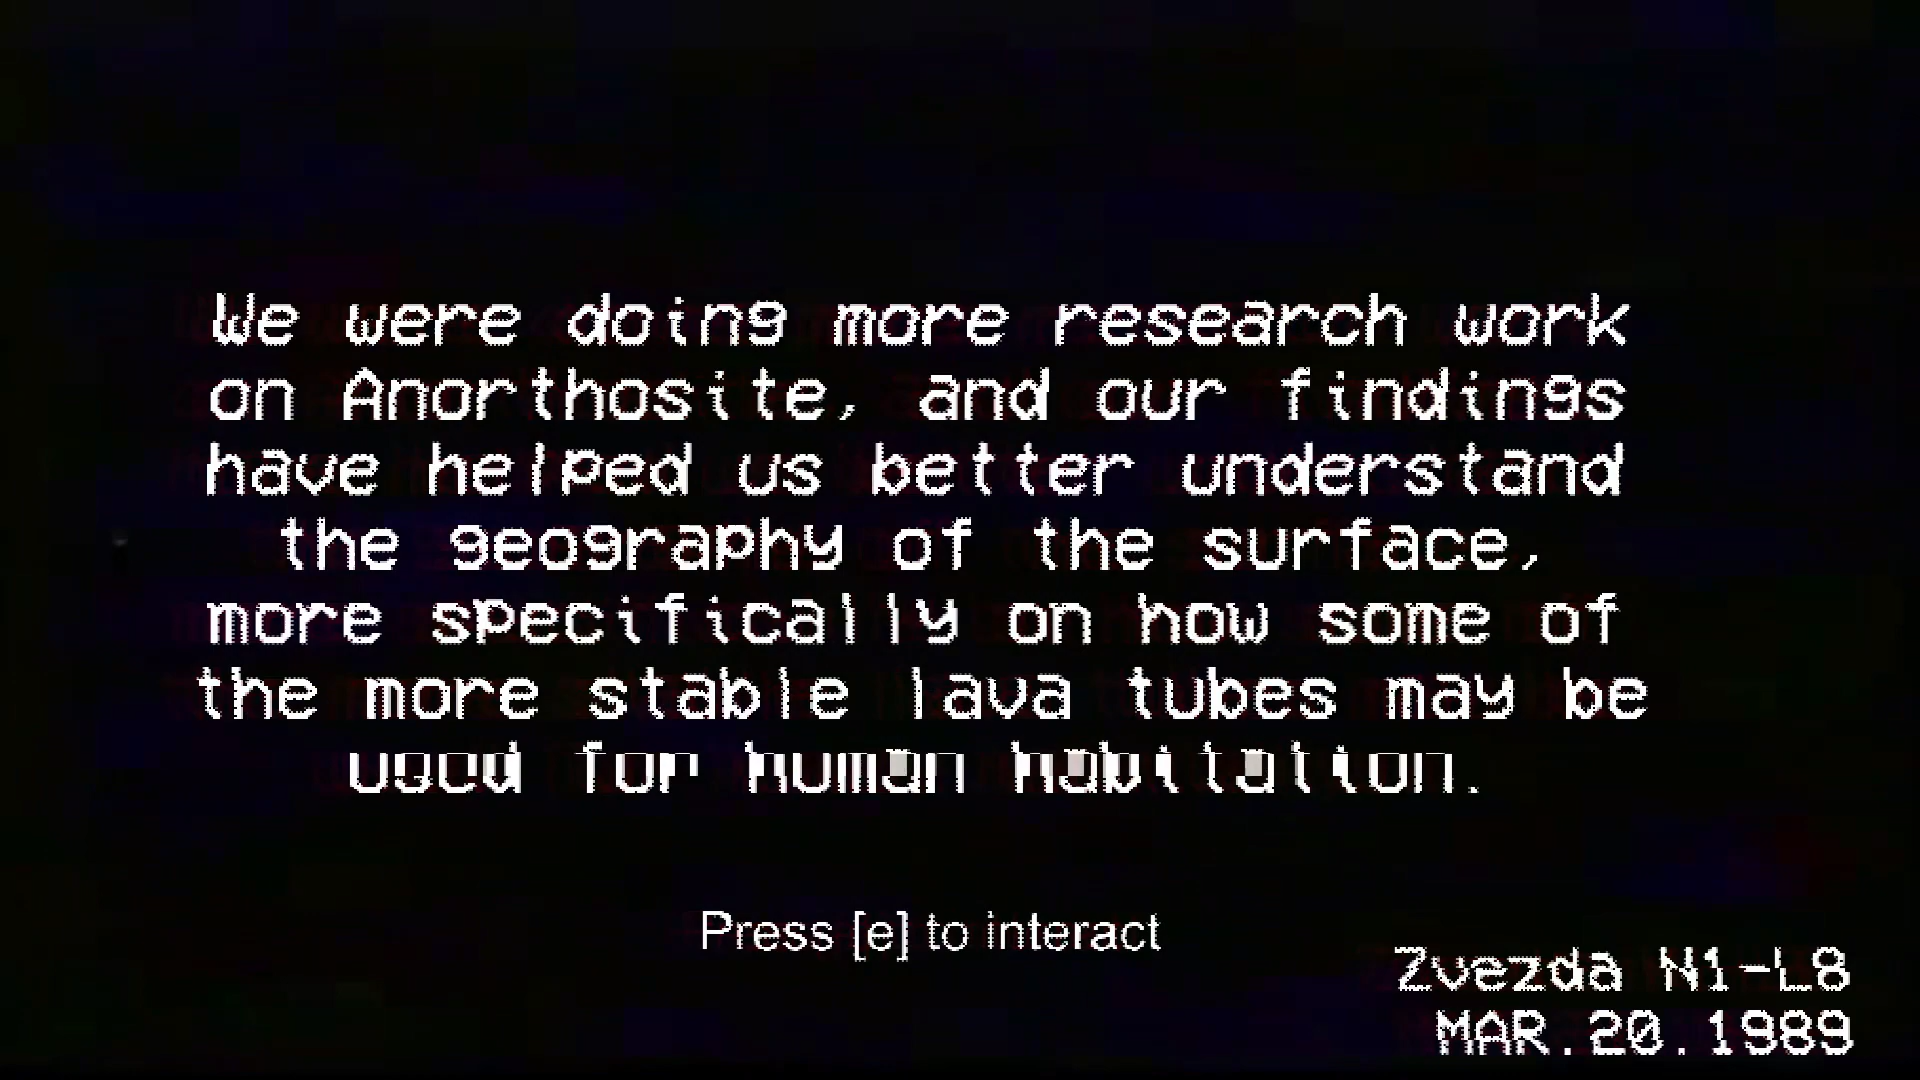 We were doing more research work
on Anorthosite, and our findings
have helped us better understand
the geography of the surface,
more specifically on how some of
the more stable lava tubes may be
used for human habitation.
Press [e] to interact
Zvezda N1-L8
MAR.20.1989